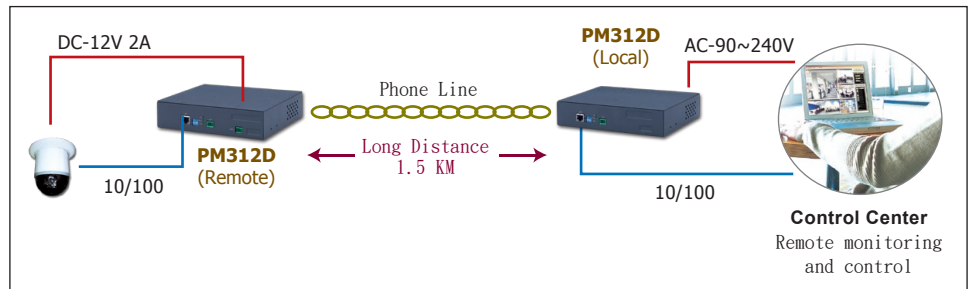 DC-12V 2A
PM312D
(Local)
AC-90~240V
Phone Line
PM312D
(Remote)
Long Distance
1.5 KM
10/100
10/100
Control Center
Remote monitoring
and control